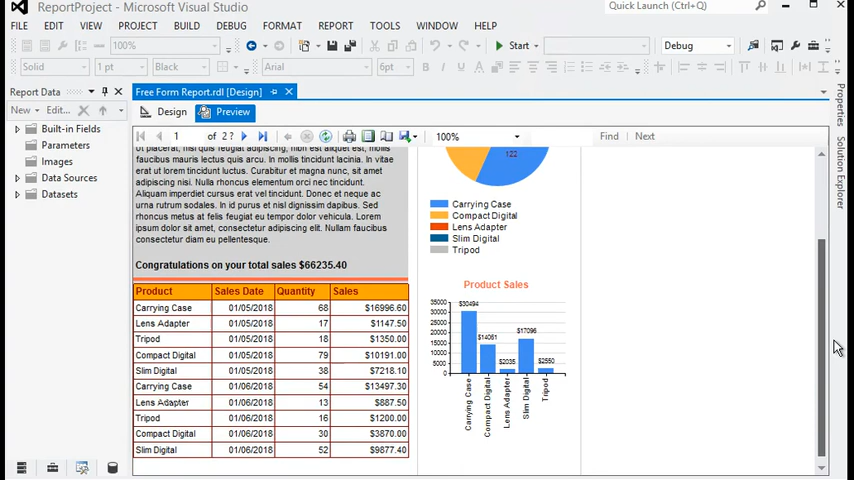 ReportProject - Microsoft Visual Studio
Quick Launch (Ctrl+Q)
FILE EDIT VIEW PROJECT BUILD DEBUG FORMAT REPORT TOOLS WINDOW HELP
100% Start Debug
Solid 1 pt Black Arial 6pt
Report Data
New Edit...
Built-in Fields
Parameters
Images
Data Sources
Datasets
Free Form Report.rdl [Design]
Design Preview
1 of 2 ? 100% Find Next
ut placerat, nisi quis feugiat adipiscing, nibh est aliquet est, mollis
faucibus mauris lectus quis arcu. In mollis tincidunt lacinia. In vitae
erat ut lectus tincidunt. Curabitur et magna nunc, sit amet
adipiscing nisi. Nulla rhoncus elementum orci nec tincidunt.
Aliquam imperdiet cursus erat vel tincidunt. Donec et neque ac
urna rutrum sodales. In id purus et nisl dignissim dapibus. Sed
rhoncus metus at felis feugiat eu tempor dolor vehicula. Lorem
ipsum dolor sit amet, consectetur adipiscing elit. Ut
consectetur diam eu pellentesque.
Congratulations on your total sales $66235.40
Product Sales Date Quantity Sales
Carrying Case 01/05/2018 68 $16996.60
Lens Adapter 01/05/2018 17 $1147.50
Tripod 01/05/2018 18 $1350.00
Compact Digital 01/05/2018 79 $10191.00
Slim Digital 01/05/2018 38 $7218.10
Carrying Case 01/06/2018 54 $13497.30
Lens Adapter 01/06/2018 13 $887.50
Tripod 01/06/2018 16 $1200.00
Compact Digital 01/06/2018 30 $3870.00
Slim Digital 01/06/2018 52 $9877.40
122
Carrying Case
Compact Digital
Lens Adapter
Slim Digital
Tripod
Product Sales
35000
30000
25000
20000
15000
10000
5000
0
$30494
$14061
$2035
$17096
$2550
Carrying Case
Compact Digital
Lens Adapter
Slim Digital
Tripod
Properties
Solution Explorer